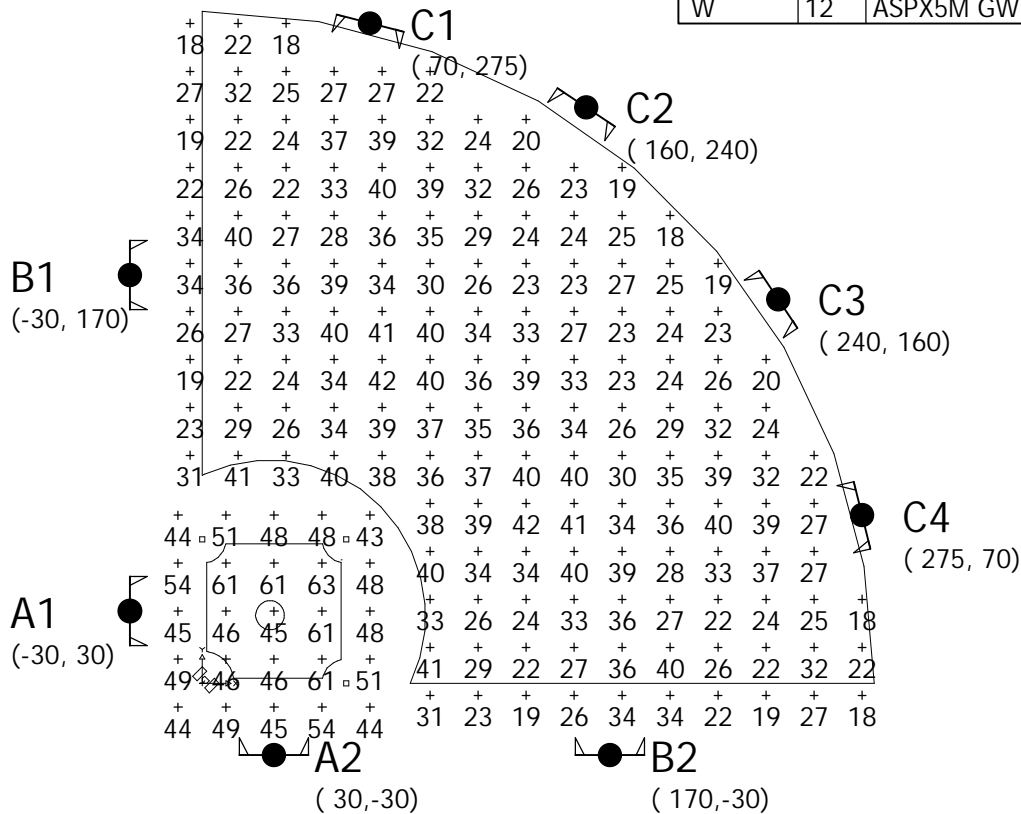 W 12 ASPX5M GW
18 22 18
C1
( 70, 275)
27 32 25 27 27 22
C2
( 160, 240)
19 22 24 37 39 32 24 20
22 26 22 33 40 39 32 26 23 19
34 40 27 28 36 35 29 24 24 25 18
B1
(-30, 170)
34 36 36 39 34 30 26 23 23 27 25 19
C3
( 240, 160)
26 27 33 40 41 40 34 33 27 23 24 23
19 22 24 34 42 40 36 39 33 23 24 26 20
23 29 26 34 39 37 35 36 34 26 29 32 24
31 41 33 40 38 36 37 40 40 30 35 39 32 22
44 51 48 48 43 38 39 42 41 34 36 40 39 27
C4
( 275, 70)
54 61 61 63 48 40 34 34 40 39 28 33 37 27
A1
(-30, 30)
45 46 45 61 48 33 26 24 33 36 27 22 24 25 18
49 46 46 61 51 41 29 22 27 36 40 26 22 32 22
44 49 45 54 44 31 23 19 26 34 34 22 19 27 18
A2
( 30,-30)
B2
( 170,-30)